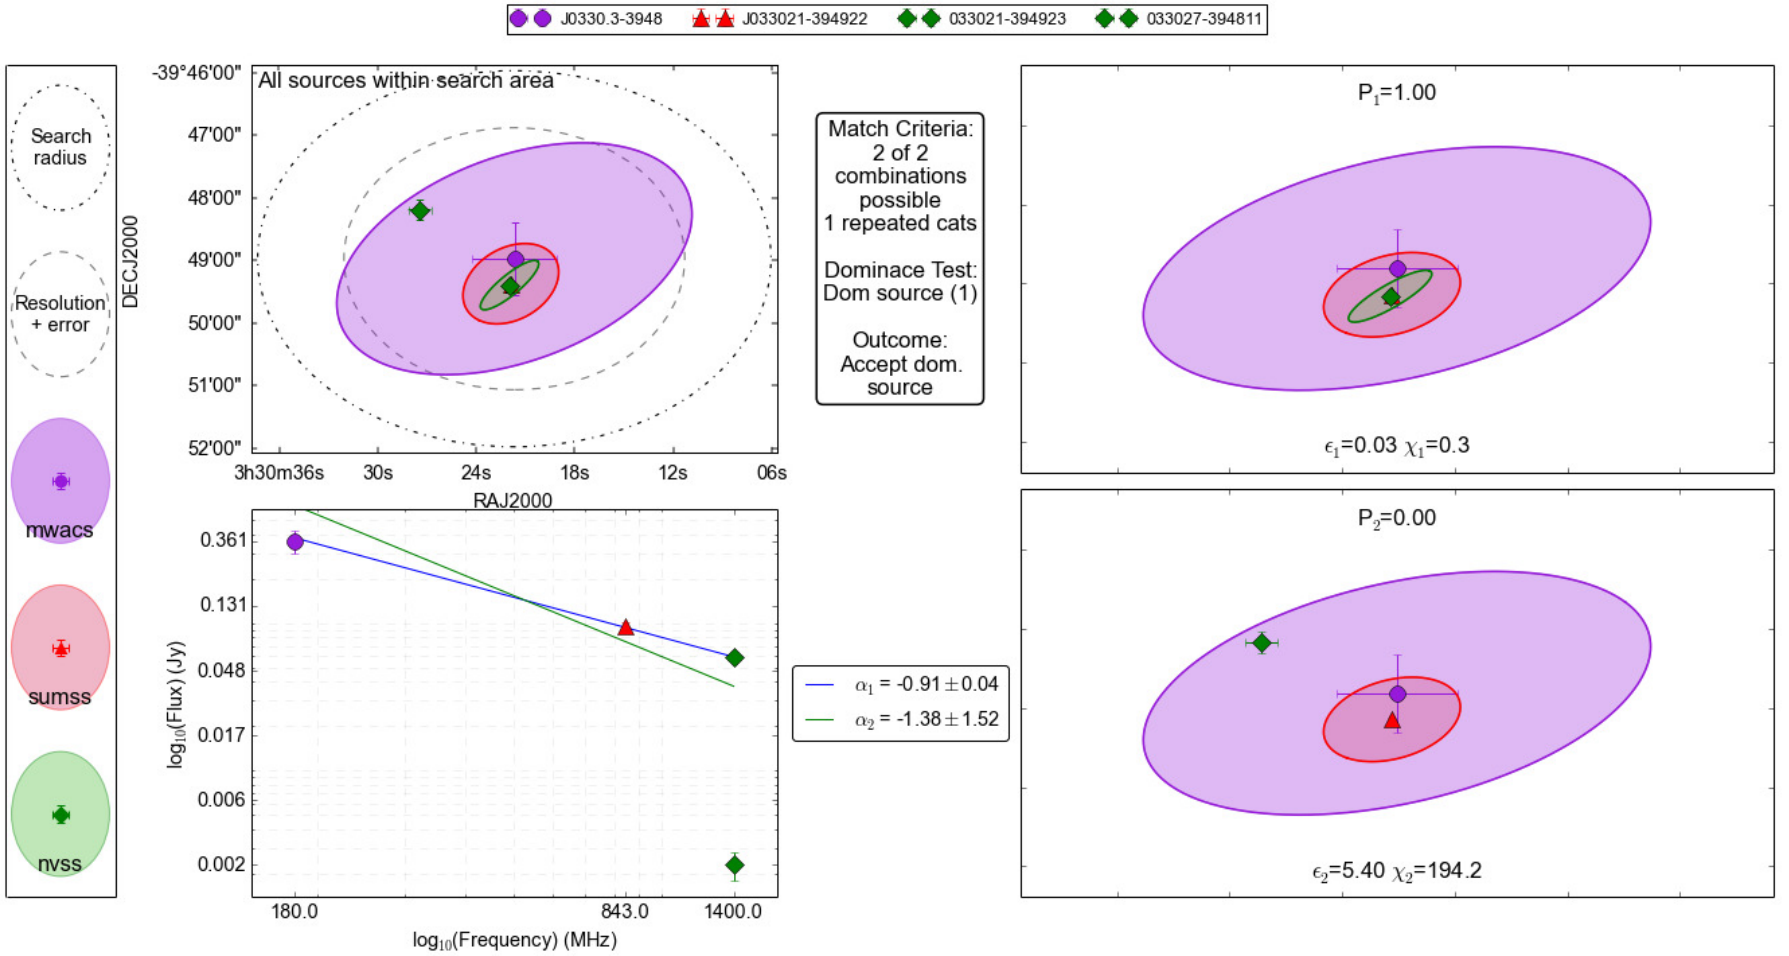 J0330.3-3948
J033021-394922
033021-394923
033027-394811
Search
radius
Resolution
+ error
mwacs
sumss
nvss
All sources within search area
DECJ2000
-39°46'00"
47'00"
48'00"
49'00"
50'00"
51'00"
52'00"
3h30m36s
30s
24s
18s
12s
06s
RAJ2000
Match Criteria:
2 of 2
combinations
possible
1 repeated cats
Dominace Test:
Dom source (1)
Outcome:
Accept dom.
source
P₁=1.00
ϵ₁=0.03 χ₁=0.3
P₂=0.00
ϵ₂=5.40 χ₂=194.2
log₁₀(Flux) (Jy)
0.361
0.131
0.048
0.017
0.006
0.002
180.0
843.0
1400.0
log₁₀(Frequency) (MHz)
α₁ = -0.91±0.04
α₂ = -1.38±1.52